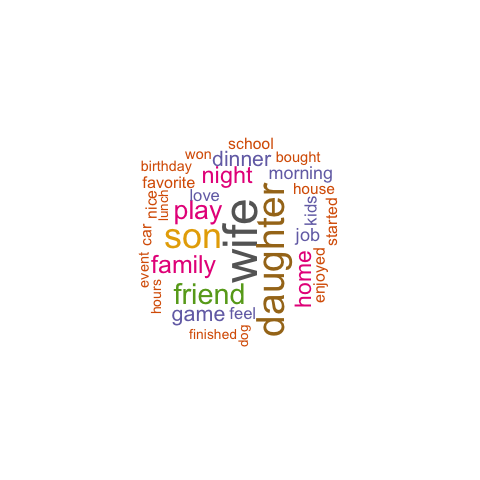 school
won
dinner
bought
birthday
night
morning
favorite
love
house
nice
lunch
play
kids
started
car
son
wife
daughter
job
family
home
enjoyed
event
hours
friend
game
feel
finished
dog